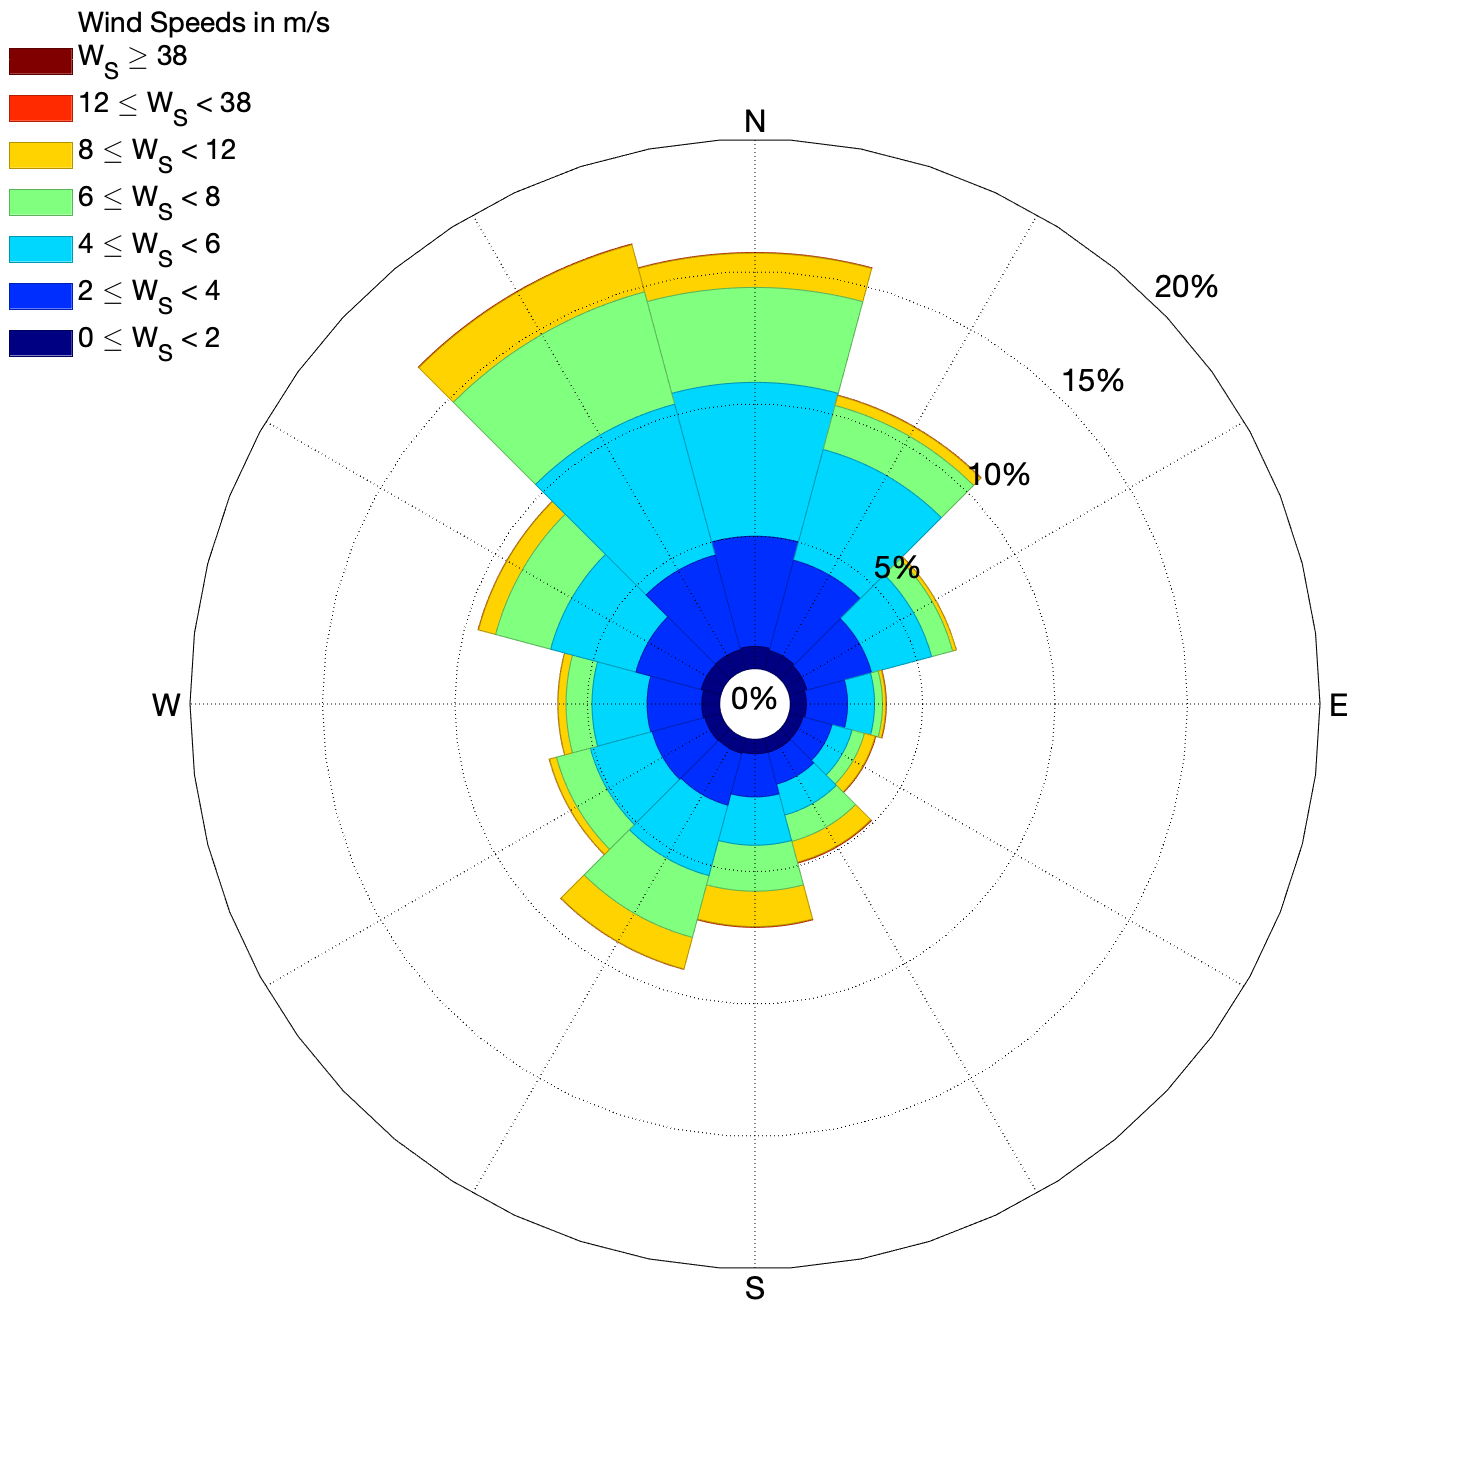 Wind Speeds in m/s
W_S ≥ 38
12 ≤ W_S < 38
8 ≤ W_S < 12
6 ≤ W_S < 8
4 ≤ W_S < 6
2 ≤ W_S < 4
0 ≤ W_S < 2
N
20%
15%
10%
5%
0%
W
E
S